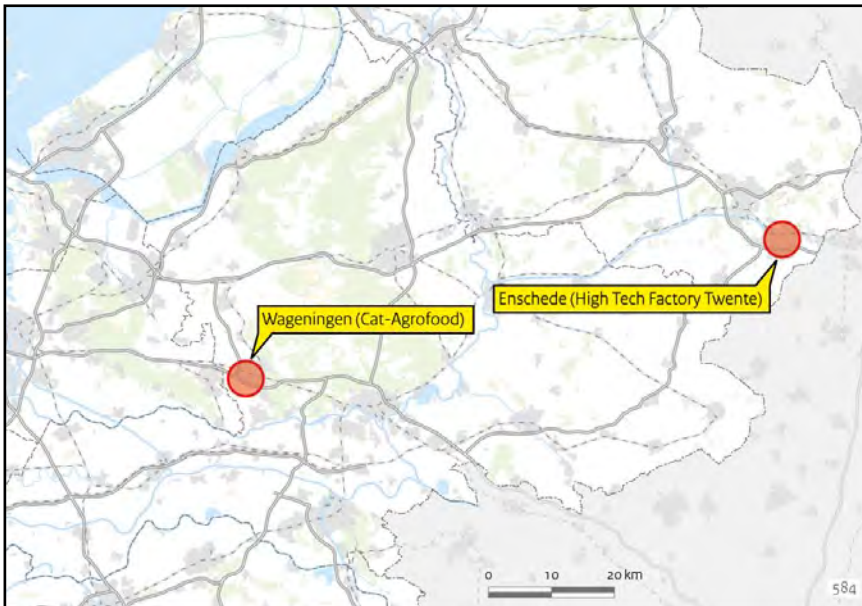 Enschede (High Tech Factory Twente)
Wageningen (Cat-Agrofood)
0 10 20 km
584